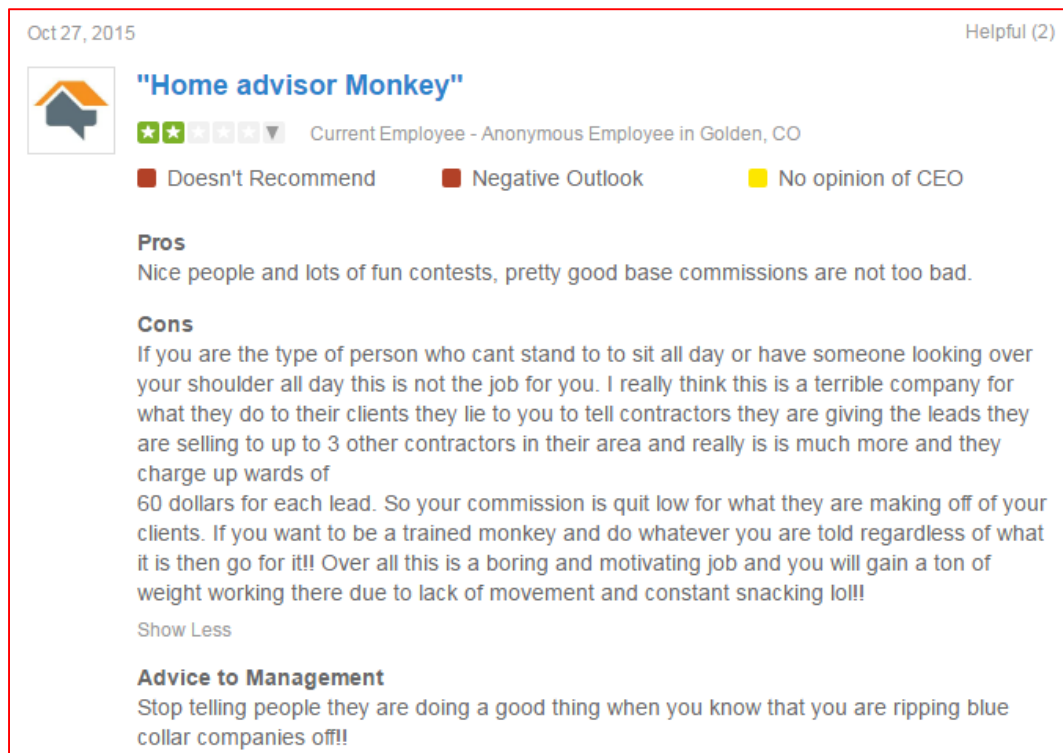 Oct 27, 2015 Helpful (2)
"Home advisor Monkey"
Current Employee - Anonymous Employee in Golden, CO
Doesn't Recommend Negative Outlook No opinion of CEO
Pros
Nice people and lots of fun contests, pretty good base commissions are not too bad.
Cons
If you are the type of person who cant stand to to sit all day or have someone looking over
your shoulder all day this is not the job for you. I really think this is a terrible company for
what they do to their clients they lie to you to tell contractors they are giving the leads they
are selling to up to 3 other contractors in their area and really is is much more and they
charge up wards of
60 dollars for each lead. So your commission is quit low for what they are making off of your
clients. If you want to be a trained monkey and do whatever you are told regardless of what
it is then go for it!! Over all this is a boring and motivating job and you will gain a ton of
weight working there due to lack of movement and constant snacking lol!!
Show Less
Advice to Management
Stop telling people they are doing a good thing when you know that you are ripping blue
collar companies off!!